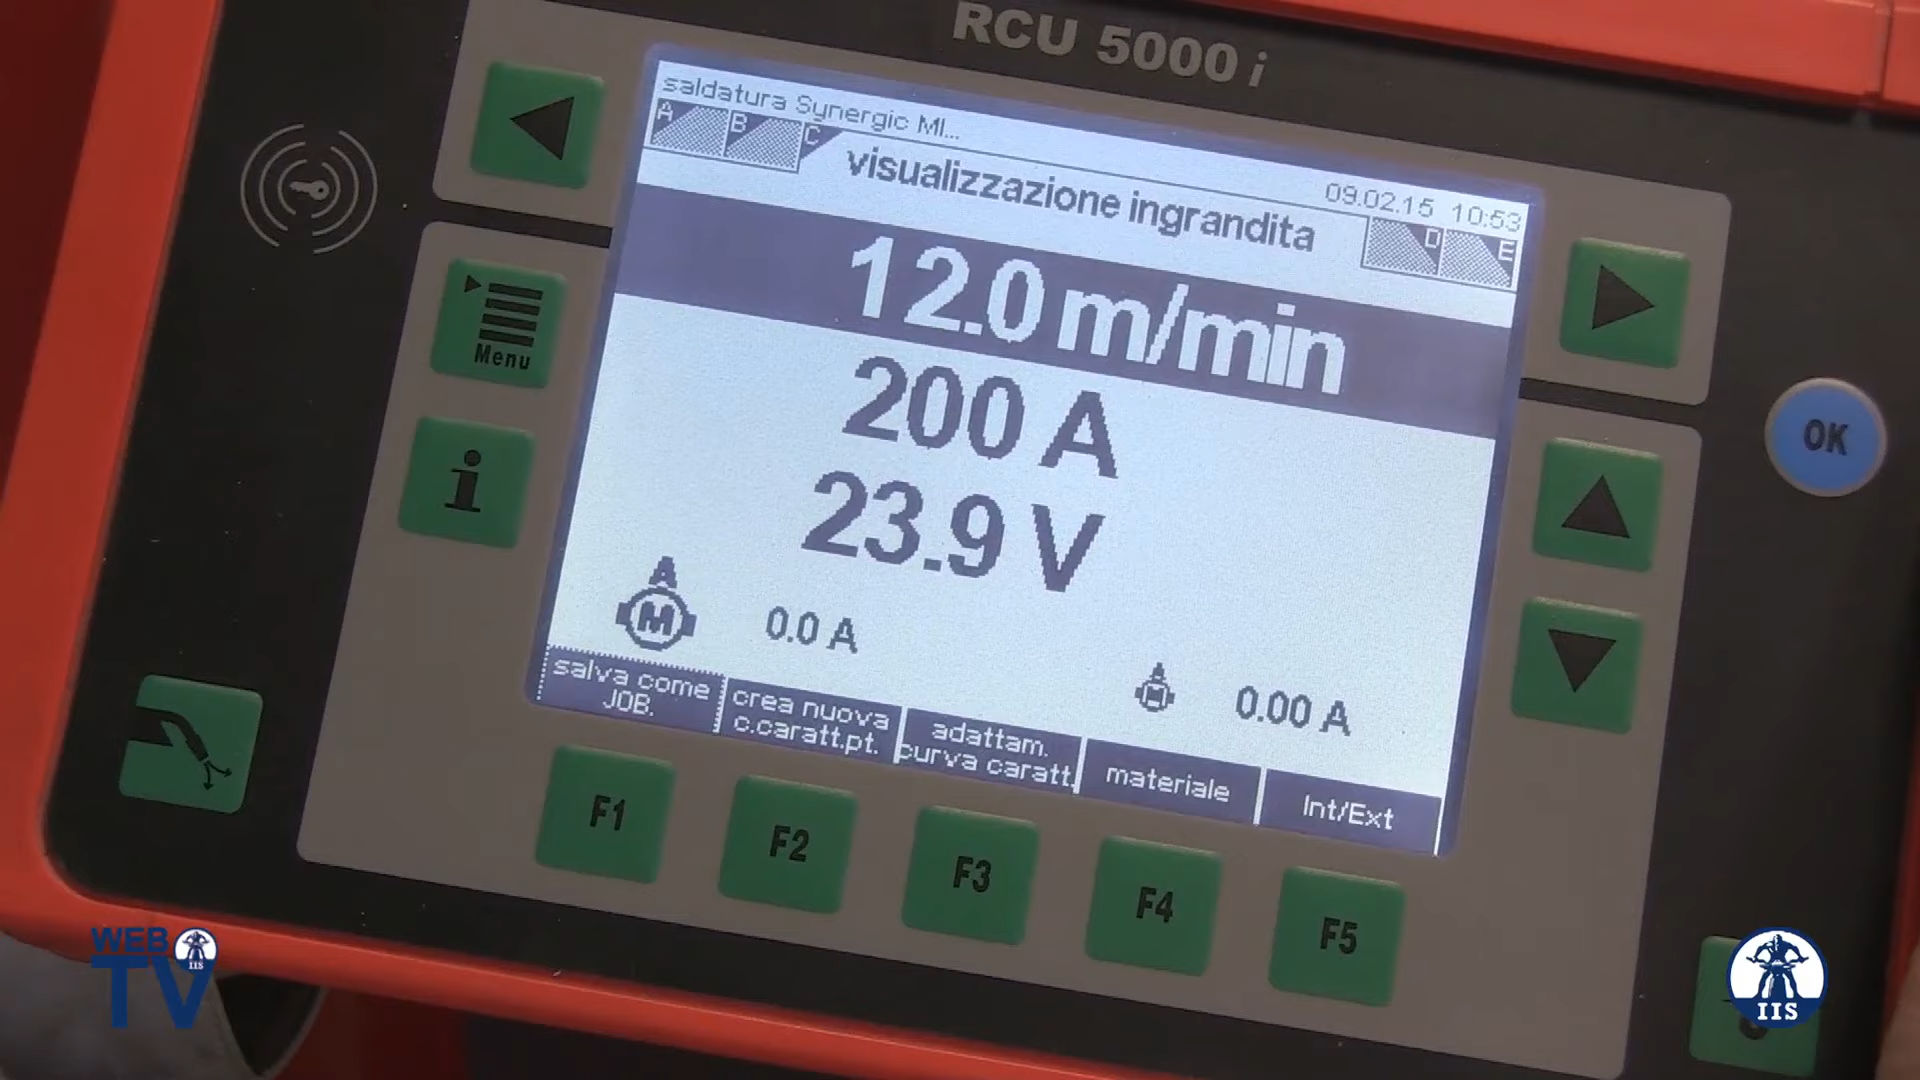 RCU 5000 i
saldatura Synergic MI...
09.02.15 10:53
A B C
visualizzazione ingrandita
D E
12.0 m/min
200 A
23.9 V
A
M
0.0 A
A
M
0.00 A
salva come
JOB.
crea nuova
c.caratt.pt.
adattam.
curva caratt.
materiale
Int/Ext
Menu
i
OK
F1
F2
F3
F4
F5
WEB
TV
IIS
IIS